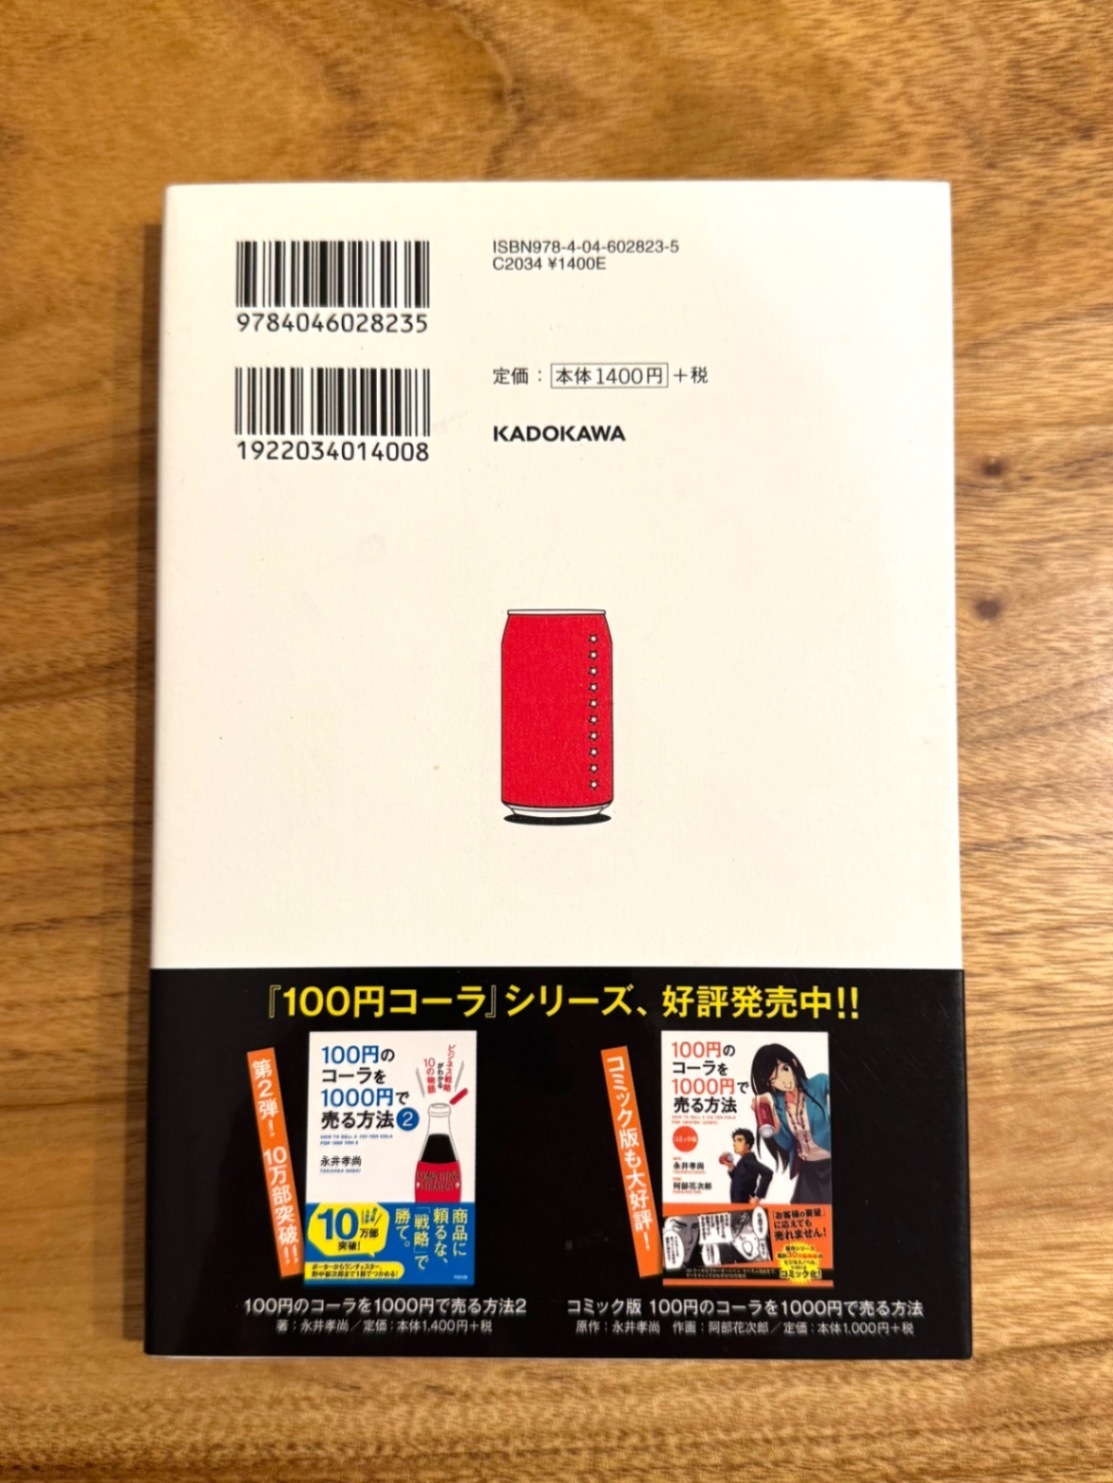 ISBN978-4-04-602823-5
C2034 ¥1400E
9784046028235
1922034014008
定価：本体1400円+税
KADOKAWA
『100円コーラ』シリーズ、好評発売中!!
第2弾！10万部突破！！
100円の
コーラを
1000円で
売る方法2
永井孝尚
ビジネス戦略
がわかる
10の物語
10
万部
突破！
商品に
頼るな、
「戦略」で
勝て。
コミック版も大好評！
100円の
コーラを
1000円で
売る方法
コミック版
永井孝尚
阿部花次郎
「お客様の要望」
に応えても
売れません！
コミック化！
100円のコーラを1000円で売る方法2
著：永井孝尚／定価：本体1,400円+税
コミック版 100円のコーラを1000円で売る方法
原作：永井孝尚 作画：阿部花次郎／定価：本体1,000円+税